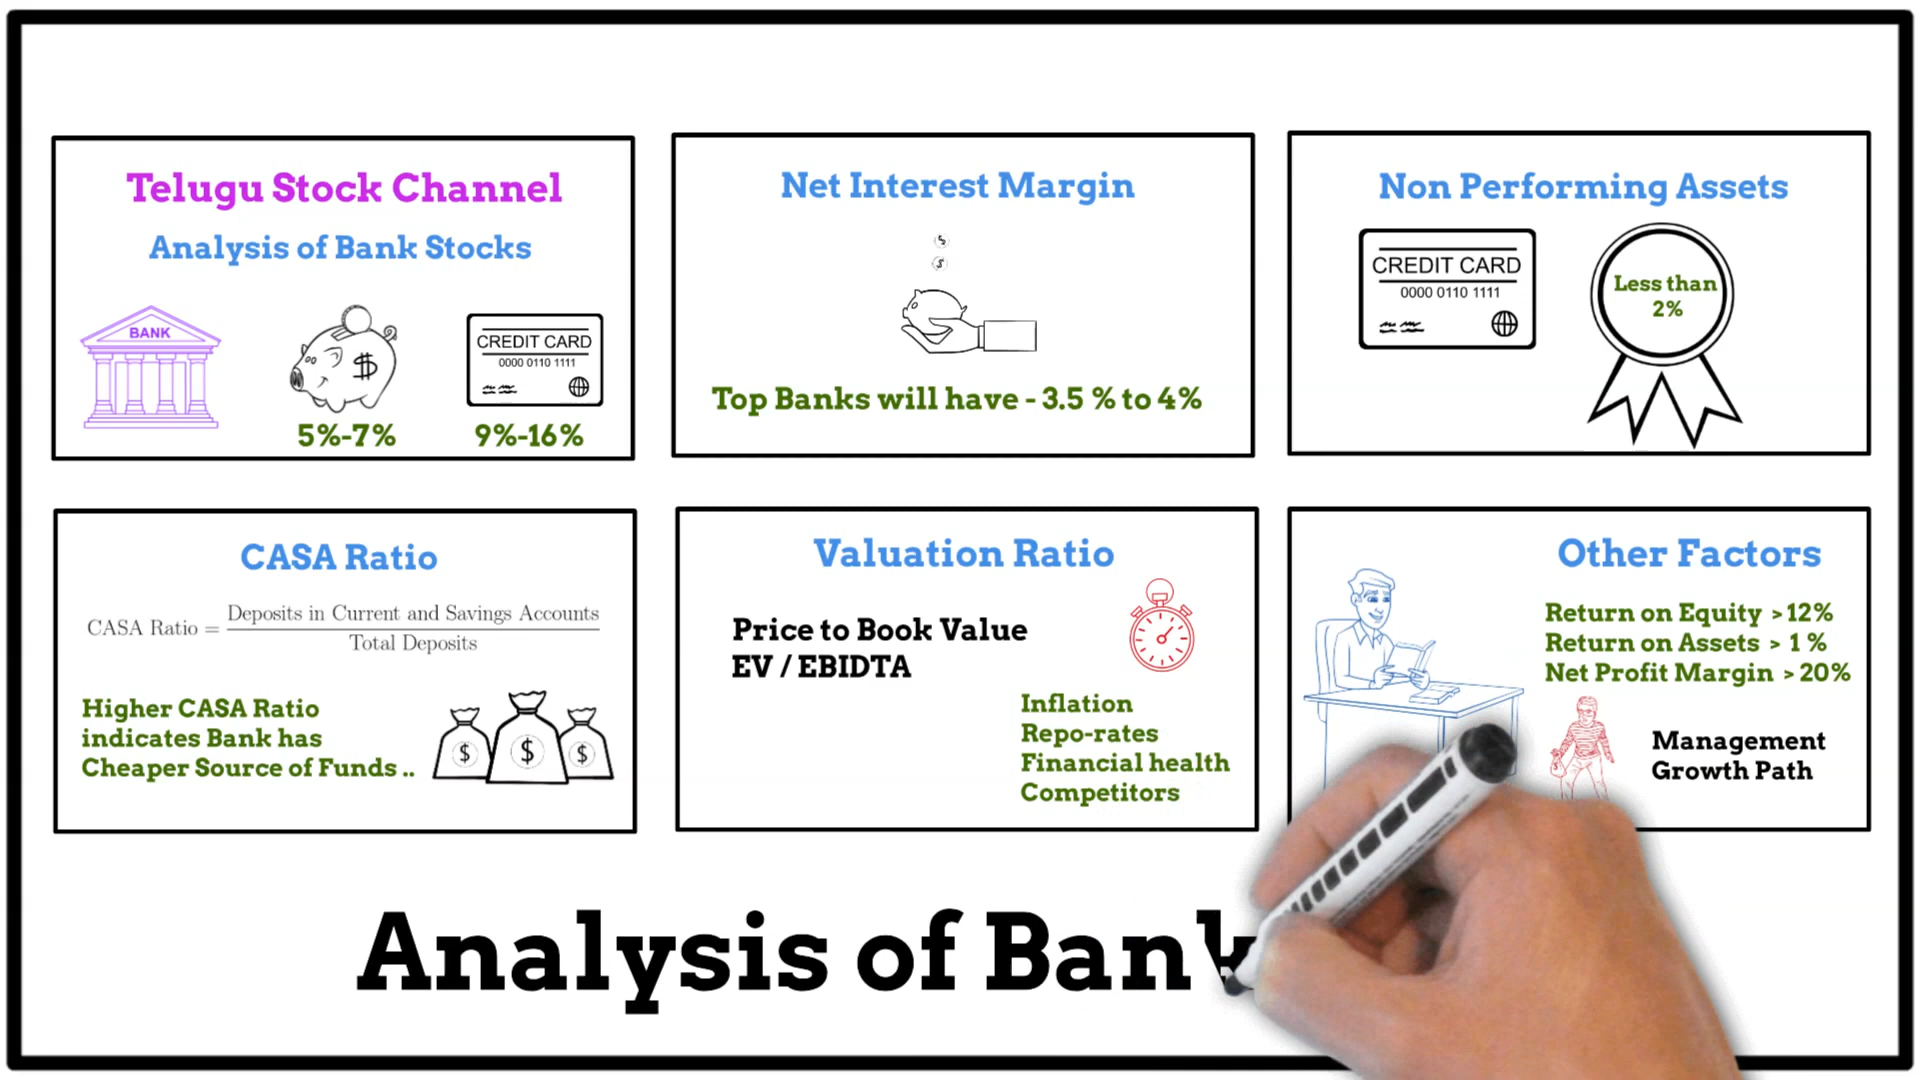 Telugu Stock Channel
Analysis of Bank Stocks
BANK
$
CREDIT CARD
0000 0110 1111
5%-7%
9%-16%
Net Interest Margin
$
$
Top Banks will have - 3.5 % to 4%
Non Performing Assets
CREDIT CARD
0000 0110 1111
Less than
2%
CASA Ratio
CASA Ratio = Deposits in Current and Savings Accounts
Total Deposits
Higher CASA Ratio
indicates Bank has
Cheaper Source of Funds ..
$ $ $
Valuation Ratio
Price to Book Value
EV / EBIDTA
Inflation
Repo-rates
Financial health
Competitors
Other Factors
Return on Equity > 12%
Return on Assets > 1 %
Net Profit Margin > 20%
Management
Growth Path
Analysis of Bank